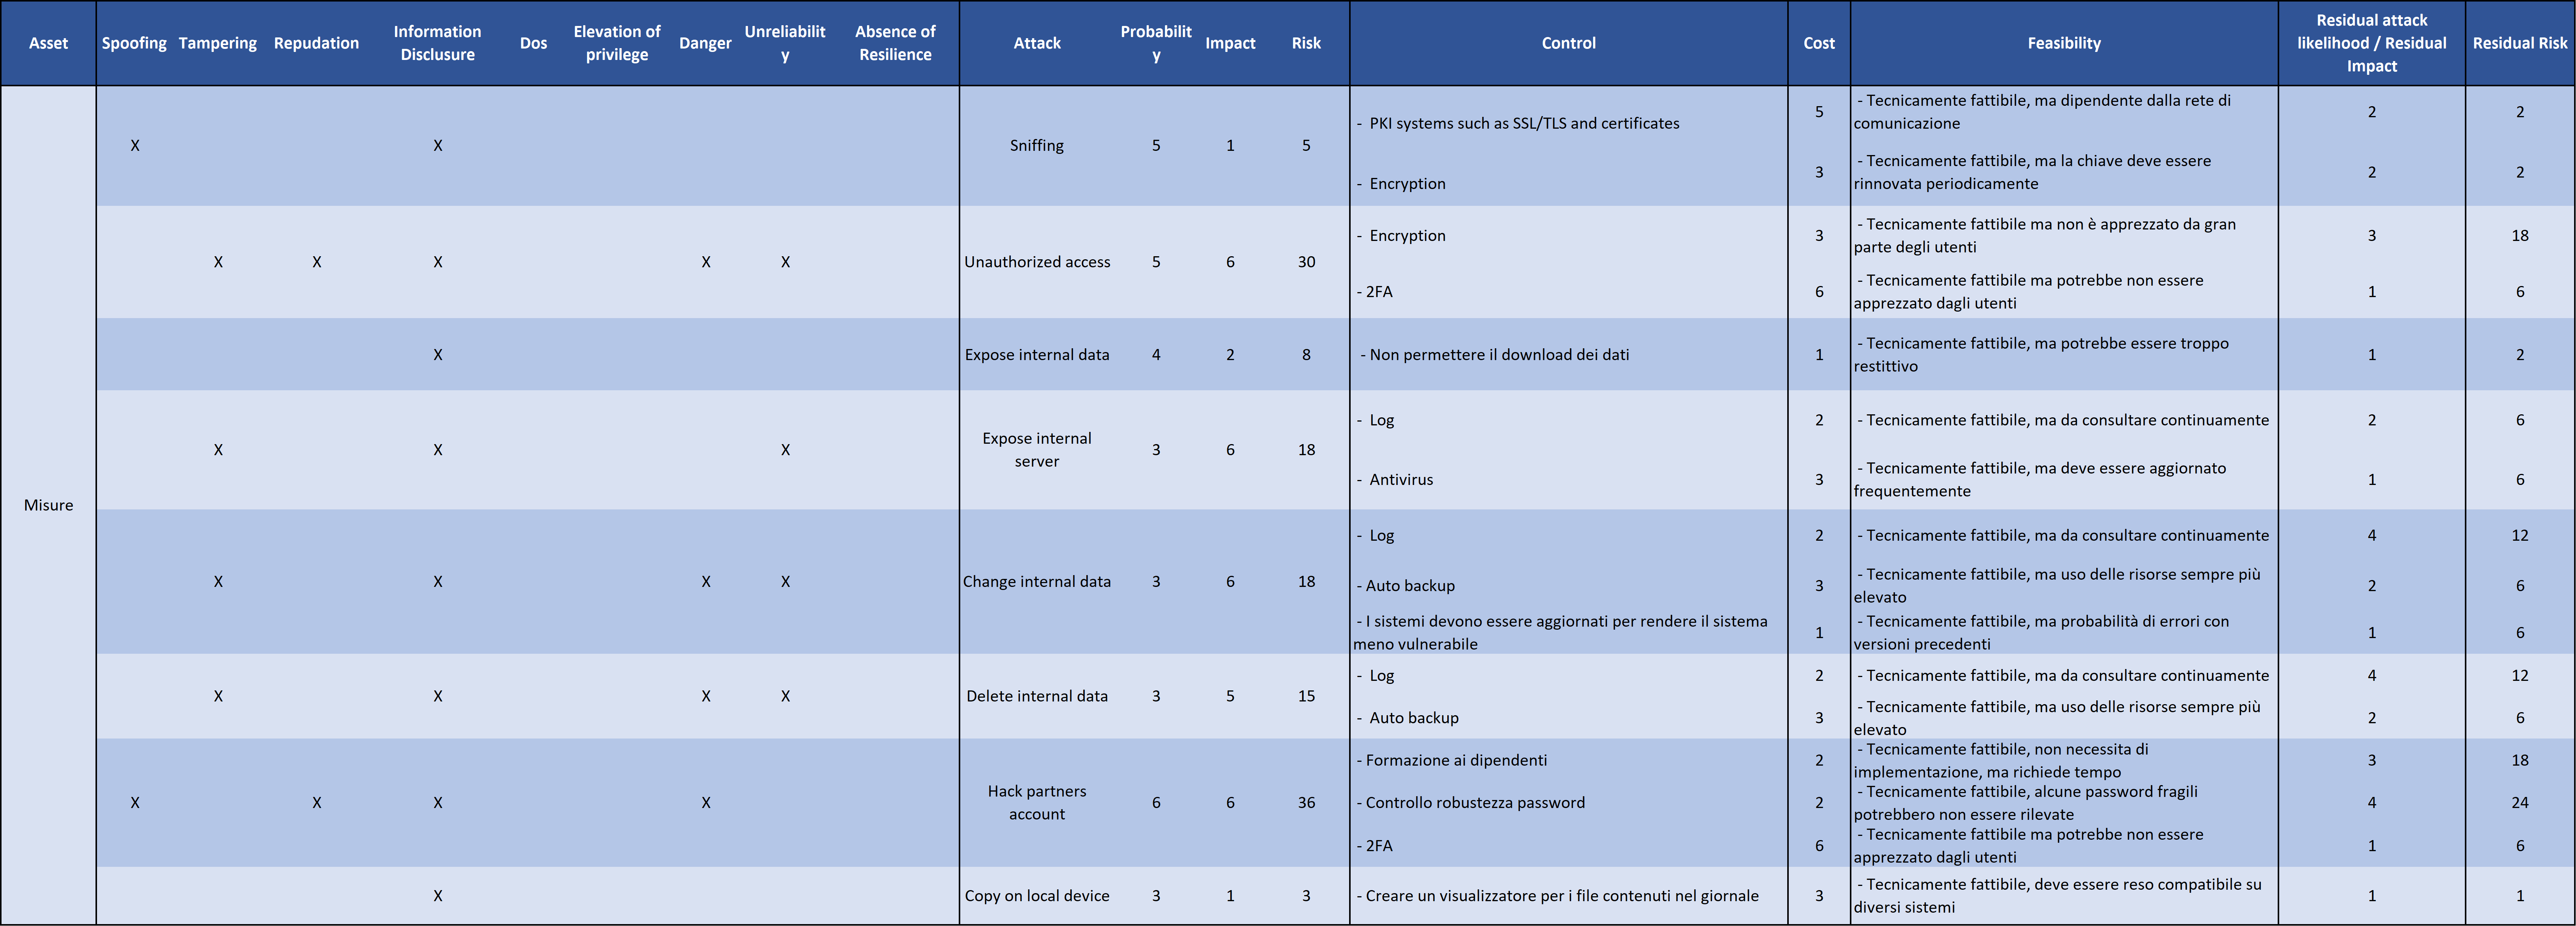 Asset Spoofing Tampering Repudation Information Disclusure Dos Elevation of privilege Danger Unreliability Absence of Resilience Attack Probability Impact Risk Control Cost Feasibility Residual attack likelihood / Residual Impact Residual Risk
Misure
X X Sniffing 5 1 5
- PKI systems such as SSL/TLS and certificates 5 - Tecnicamente fattibile, ma dipendente dalla rete di comunicazione 2 2
- Encryption 3 - Tecnicamente fattibile, ma la chiave deve essere rinnovata periodicamente 2 2
X X X X X Unauthorized access 5 6 30
- Encryption 3 - Tecnicamente fattibile ma non è apprezzato da gran parte degli utenti 3 18
- 2FA 6 - Tecnicamente fattibile ma potrebbe non essere apprezzato dagli utenti 1 6
X Expose internal data 4 2 8
- Non permettere il download dei dati 1 - Tecnicamente fattibile, ma potrebbe essere troppo restittivo 1 2
X X X Expose internal server 3 6 18
- Log 2 - Tecnicamente fattibile, ma da consultare continuamente 2 6
- Antivirus 3 - Tecnicamente fattibile, ma deve essere aggiornato frequentemente 1 6
X X X X Change internal data 3 6 18
- Log 2 - Tecnicamente fattibile, ma da consultare continuamente 4 12
- Auto backup 3 - Tecnicamente fattibile, ma uso delle risorse sempre più elevato 2 6
- I sistemi devono essere aggiornati per rendere il sistema meno vulnerabile 1 - Tecnicamente fattibile, ma probabilità di errori con versioni precedenti 1 6
X X X X Delete internal data 3 5 15
- Log 2 - Tecnicamente fattibile, ma da consultare continuamente 4 12
- Auto backup 3 - Tecnicamente fattibile, ma uso delle risorse sempre più elevato 2 6
X X X X Hack partners account 6 6 36
- Formazione ai dipendenti 2 - Tecnicamente fattibile, non necessita di implementazione, ma richiede tempo 3 18
- Controllo robustezza password 2 - Tecnicamente fattibile, alcune password fragili potrebbero non essere rilevate 4 24
- 2FA 6 - Tecnicamente fattibile ma potrebbe non essere apprezzato dagli utenti 1 6
X Copy on local device 3 1 3
- Creare un visualizzatore per i file contenuti nel giornale 3 - Tecnicamente fattibile, deve essere reso compatibile su diversi sistemi 1 1